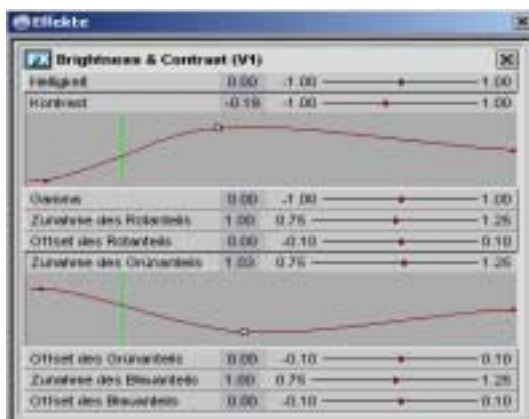 Effekte
FX Brightness & Contrast (V1)
Helligkeit 0.00 -1.00 1.00
Kontrast -0.19 -1.00 1.00
Gamma 0.00 -1.00 1.00
Zunahme des Rotanteils 1.00 0.75 1.25
Offset des Rotanteils 0.00 -0.10 0.10
Zunahme des Grünanteils 1.03 0.75 1.25
Offset des Grünanteils 0.00 -0.10 0.10
Zunahme des Blauanteils 1.00 0.75 1.25
Offset des Blauanteils 0.00 -0.10 0.10